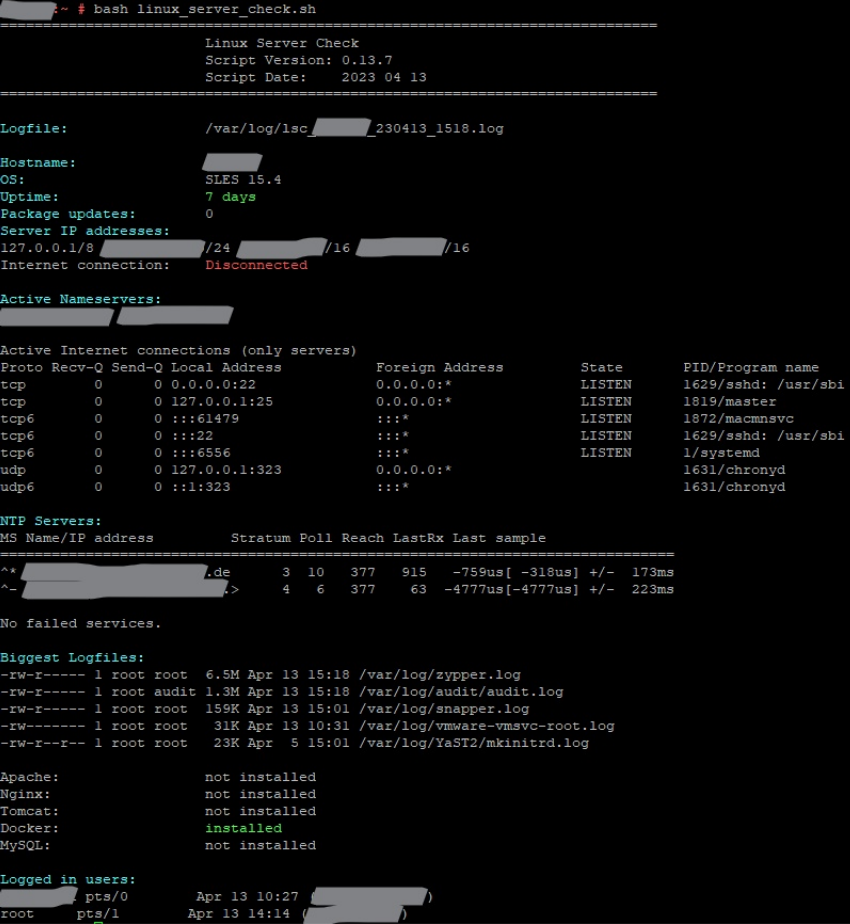 :~ # bash linux_server_check.sh
=============================================================================
Linux Server Check
Script Version: 0.13.7
Script Date:    2023 04 13
=============================================================================
Logfile:                /var/log/lsc_ _230413_1518.log
Hostname:
OS:                     SLES 15.4
Uptime:                 7 days
Package updates:        0
Server IP addresses:
127.0.0.1/8 /24 /16 /16
Internet connection:    Disconnected
Active Nameservers:
Active Internet connections (only servers)
Proto Recv-Q Send-Q Local Address           Foreign Address         State       PID/Program name
tcp        0      0 0.0.0.0:22              0.0.0.0:*               LISTEN      1629/sshd: /usr/sbi
tcp        0      0 127.0.0.1:25            0.0.0.0:*               LISTEN      1819/master
tcp6       0      0 :::61479                :::*                    LISTEN      1872/macmnsvc
tcp6       0      0 :::22                   :::*                    LISTEN      1629/sshd: /usr/sbi
tcp6       0      0 :::6556                 :::*                    LISTEN      1/systemd
udp        0      0 127.0.0.1:323           0.0.0.0:*                           1631/chronyd
udp6       0      0 ::1:323                 :::*                                1631/chronyd
NTP Servers:
MS Name/IP address         Stratum Poll Reach LastRx Last sample
===============================================================================
^* .de      3  10   377   915   -759us[ -318us] +/-  173ms
^- .>     4   6   377    63  -4777us[-4777us] +/-  223ms
No failed services.
Biggest Logfiles:
-rw-r----- 1 root root  6.5M Apr 13 15:18 /var/log/zypper.log
-rw-r----- 1 root audit 1.3M Apr 13 15:18 /var/log/audit/audit.log
-rw-r----- 1 root root  159K Apr 13 15:01 /var/log/snapper.log
-rw------- 1 root root   31K Apr 13 10:31 /var/log/vmware-vmsvc-root.log
-rw-r--r-- 1 root root   23K Apr  5 15:01 /var/log/YaST2/mkinitrd.log
Apache:                 not installed
Nginx:                  not installed
Tomcat:                 not installed
Docker:                 installed
MySQL:                  not installed
Logged in users:
pts/0        Apr 13 10:27 ( )
root     pts/1        Apr 13 14:14 ( )